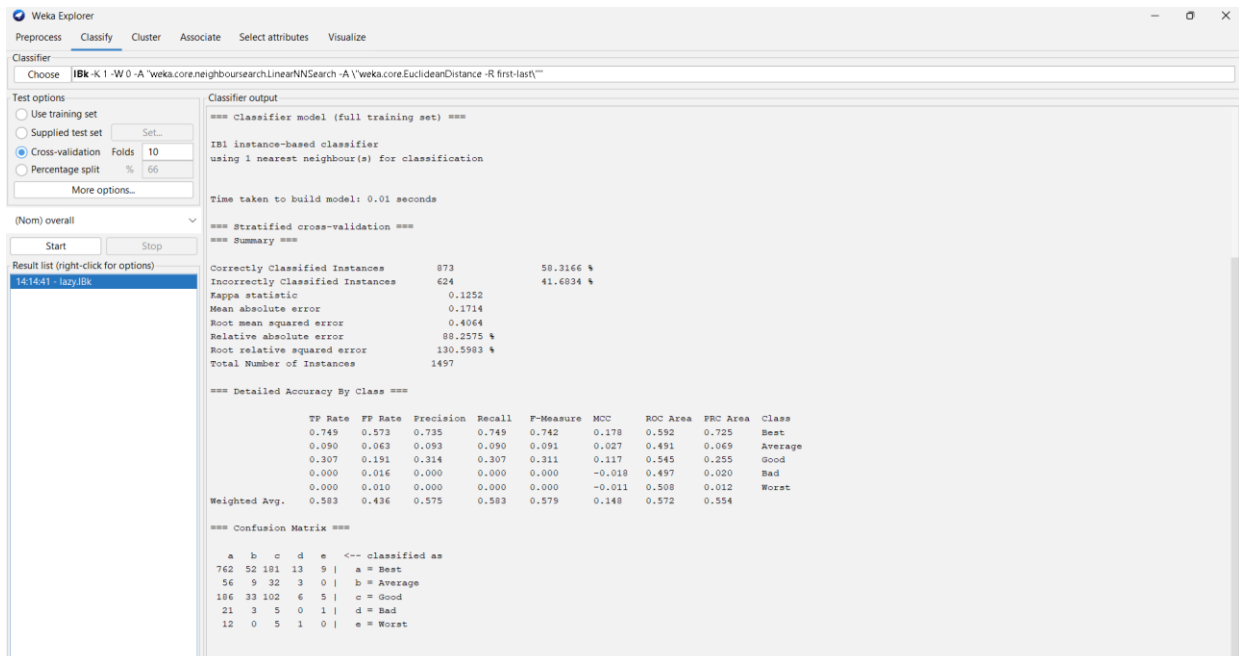 Weka Explorer
Preprocess Classify Cluster Associate Select attributes Visualize
Classifier
Choose IBk -K 1 -W 0 -A "weka.core.neighboursearch.LinearNNSearch -A \"weka.core.EuclideanDistance -R first-last\""
Test options
Use training set
Supplied test set Set...
Cross-validation Folds 10
Percentage split % 66
More options...
(Nom) overall
Start Stop
Result list (right-click for options)
14:14:41 - lazy.IBk
Classifier output
=== Classifier model (full training set) ===
IB1 instance-based classifier
using 1 nearest neighbour(s) for classification
Time taken to build model: 0.01 seconds
=== Stratified cross-validation ===
=== Summary ===
Correctly Classified Instances 873 58.3166 %
Incorrectly Classified Instances 624 41.6834 %
Kappa statistic 0.1252
Mean absolute error 0.1714
Root mean squared error 0.4064
Relative absolute error 88.2575 %
Root relative squared error 130.5983 %
Total Number of Instances 1497
=== Detailed Accuracy By Class ===
TP Rate FP Rate Precision Recall F-Measure MCC ROC Area PRC Area Class
0.749 0.573 0.735 0.749 0.742 0.178 0.592 0.725 Best
0.090 0.063 0.093 0.090 0.091 0.027 0.491 0.069 Average
0.307 0.191 0.314 0.307 0.311 0.117 0.545 0.255 Good
0.000 0.016 0.000 0.000 0.000 -0.018 0.497 0.020 Bad
0.000 0.010 0.000 0.000 0.000 -0.011 0.508 0.012 Worst
Weighted Avg. 0.583 0.436 0.575 0.583 0.579 0.148 0.572 0.554
=== Confusion Matrix ===
a b c d e <-- classified as
762 52 181 13 9 | a = Best
56 9 32 3 0 | b = Average
186 33 102 6 5 | c = Good
21 3 5 0 1 | d = Bad
12 0 5 1 0 | e = Worst